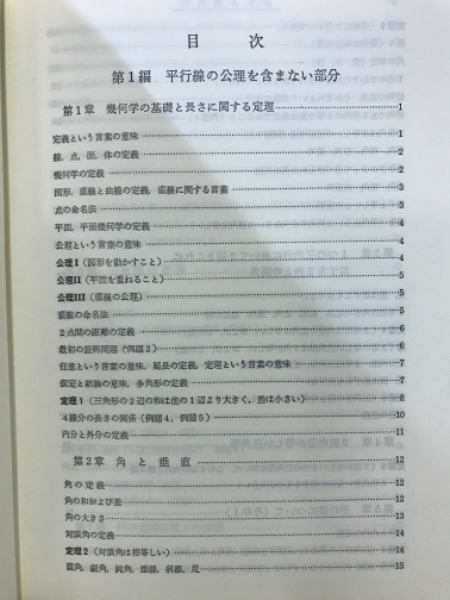 目 次
第1編 平行線の公理を含まない部分
第1章 幾何学の基礎と長さに関する定理 1
定義という言葉の意味 1
線，点，面，体の定義 2
幾何学の定義 2
図形，直線と曲線の定義，直線に関する言葉 3
点の命名法 3
平面，平面幾何学の定義 4
公理という言葉の意味 4
公理I（図形を動かすこと） 4
公理II（平面を重ねること） 5
公理III（直線の公理） 5
直線の命名法 5
2点間の距離の定義 6
最初の証明問題（例題2） 6
任意という言葉の意味，延長の定義，定理という言葉の意味 7
仮定と結論の意味，多角形の定義 7
定理1（三角形の2辺の和は他の1辺より大きく，差は小さい） 8
4線分の長さの関係（例題4，例題5） 10
内分と外分の定義 11
第2章 角と垂直 12
角の定義 12
角の和および差 12
角の大きさ 13
対頂角の定義 14
定理2（対頂角は相等しい） 14
直角，鋭角，鈍角，垂線，斜線，足 15